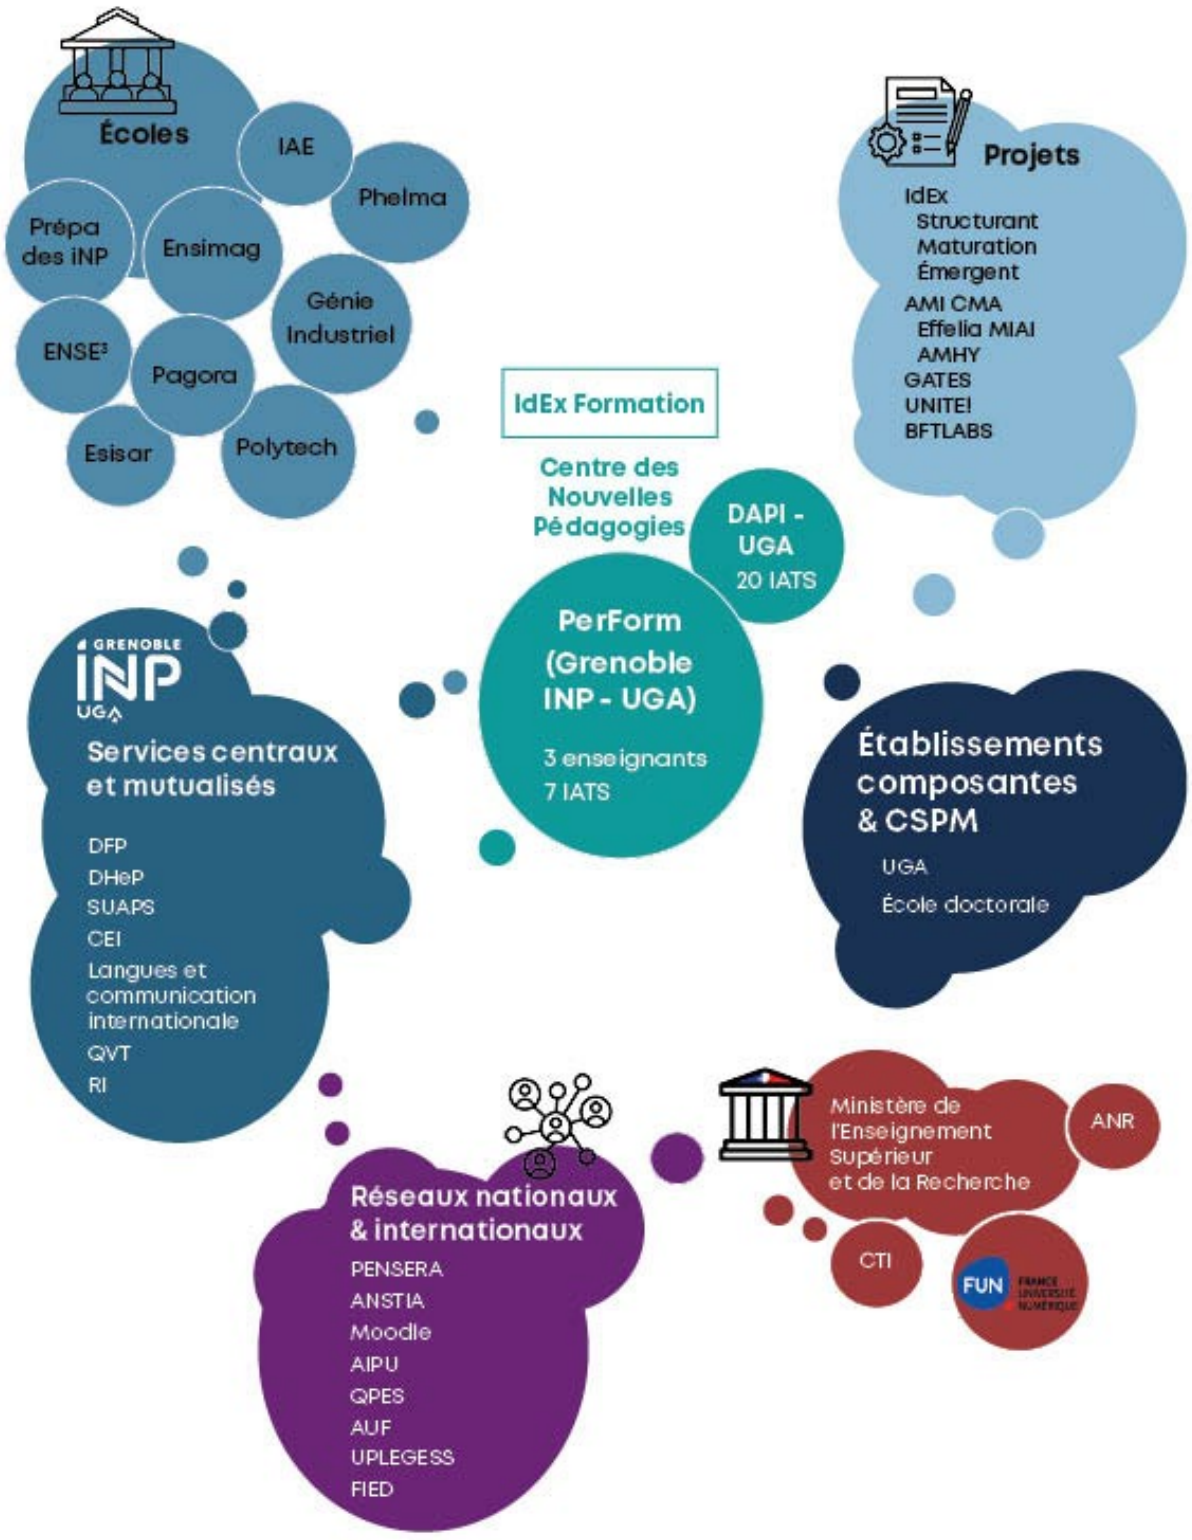 Écoles
IAE
Phelma
Prépa
des iNP
Ensimag
Génie
Industriel
ENSE³
Pagora
Esisar
Polytech
Projets
IdEx
Structurant
Maturation
Émergent
AMI CMA
Effelia MIAI
AMHY
GATES
UNITE!
BFTLABS
IdEx Formation
Centre des
Nouvelles
Pédagogies
DAPI -
UGA
20 IATS
PerForm
(Grenoble
INP - UGA)
3 enseignants
7 IATS
GRENOBLE
INP
UGA
Services centraux
et mutualisés
DFP
DHeP
SUAPS
CEI
Langues et
communication
internationale
QVT
RI
Établissements
composantes
& CSPM
UGA
École doctorale
Réseaux nationaux
& internationaux
PENSERA
ANSTIA
Moodle
AIPU
QPES
AUF
UPLEGESS
FIED
Ministère de
l'Enseignement
Supérieur
et de la Recherche
ANR
CTI
FUN
FRANCE
UNIVERSITÉ
NUMÉRIQUE